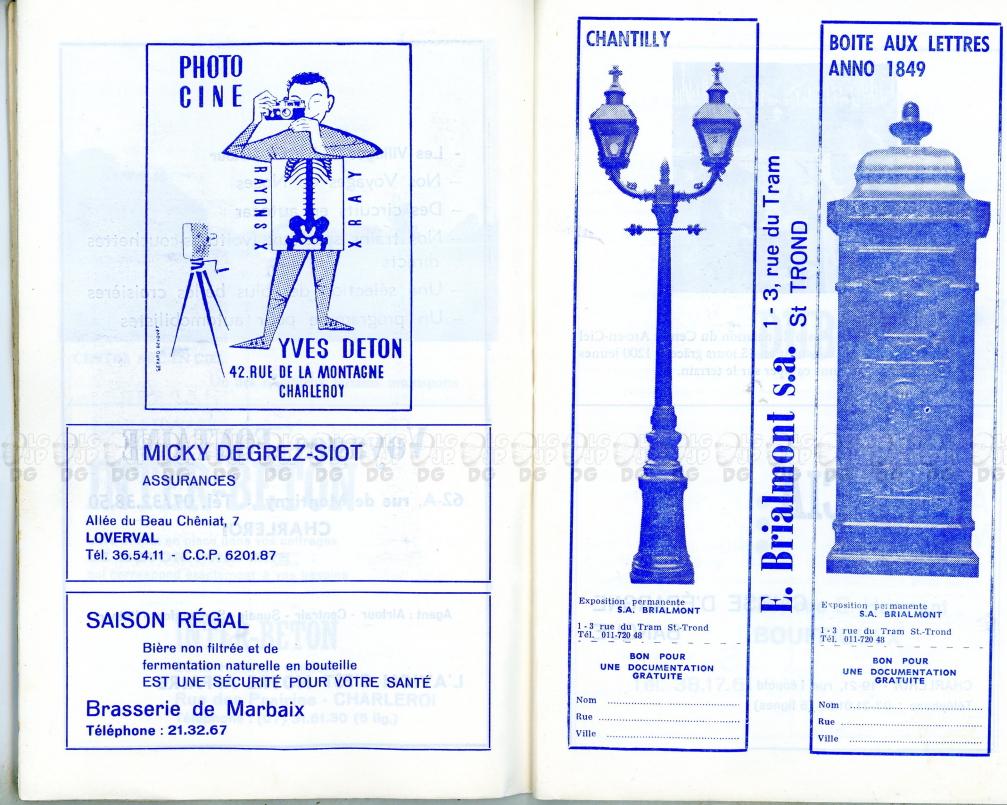 PHOTO
CINE
RAYONS X
X RAY
GÉRARD BENOUET
YVES DETON
42.RUE DE LA MONTAGNE
CHARLEROY
MICKY DEGREZ-SIOT
ASSURANCES
Allée du Beau Chêniat, 7
LOVERVAL
Tél. 36.54.11 - C.C.P. 6201.87
SAISON RÉGAL
Bière non filtrée et de
fermentation naturelle en bouteille
EST UNE SÉCURITÉ POUR VOTRE SANTÉ
Brasserie de Marbaix
Téléphone : 21.32.67
CHANTILLY
Exposition permanente
S.A. BRIALMONT
1-3 rue du Tram St.-Trond
Tél. 011-720 48
BON POUR
UNE DOCUMENTATION
GRATUITE
Nom
Rue
Ville
E. Brialmont s.a. 1-3, rue du Tram
St TROND
BOITE AUX LETTRES
ANNO 1849
Exposition permanente
S.A. BRIALMONT
1-3 rue du Tram St.-Trond
Tél. 011-720 48
BON POUR
UNE DOCUMENTATION
GRATUITE
Nom
Rue
Ville